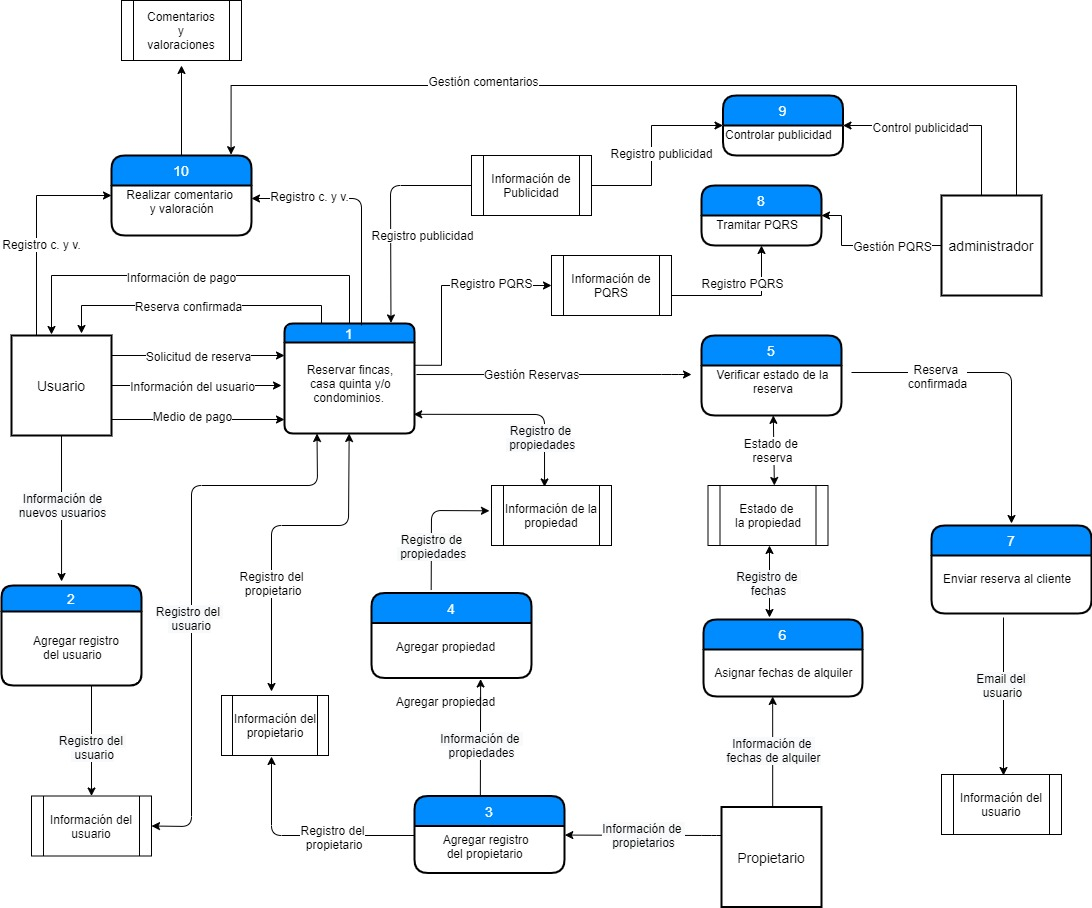 Comentarios
y
valoraciones
Gestión comentarios
9
Controlar publicidad
Control publicidad
Registro publicidad
10
Realizar comentario
y valoración
Información de
Publicidad
8
Tramitar PQRS
Registro c. y v.
Registro c. y v.
Registro publicidad
Gestión PQRS
administrador
Información de pago
Registro PQRS
Información de
PQRS
Registro PQRS
Reserva confirmada
1
Reservar fincas,
casa quinta y/o
condominios.
Usuario
Solicitud de reserva
Información del usuario
Medio de pago
Gestión Reservas
5
Verificar estado de la
reserva
Reserva
confirmada
Registro de
propiedades
Estado de
reserva
Información de
nuevos usuarios
Información de la
propiedad
Estado de
la propiedad
Registro de
propiedades
7
Enviar reserva al cliente
Registro del
propietario
Registro de
fechas
2
Agregar registro
del usuario
Registro del
usuario
4
Agregar propiedad
6
Asignar fechas de alquiler
Email del
usuario
Agregar propiedad
Información del
propietario
Registro del
usuario
Información de
propiedades
Información de
fechas de alquiler
Información del
usuario
3
Agregar registro
del propietario
Registro del
propietario
Información de
propietarios
Propietario
Información del
usuario